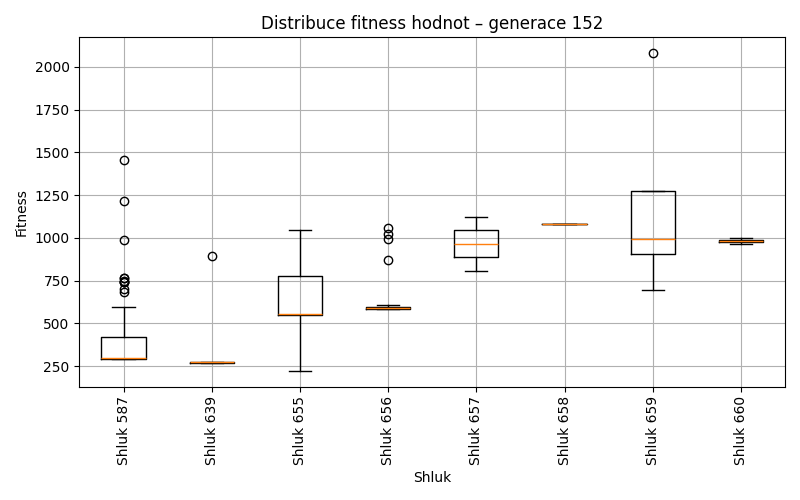 Distribuce fitness hodnot – generace 152
Fitness
2000
1750
1500
1250
1000
750
500
250
Shluk 587
Shluk 639
Shluk 655
Shluk 656
Shluk 657
Shluk 658
Shluk 659
Shluk 660
Shluk